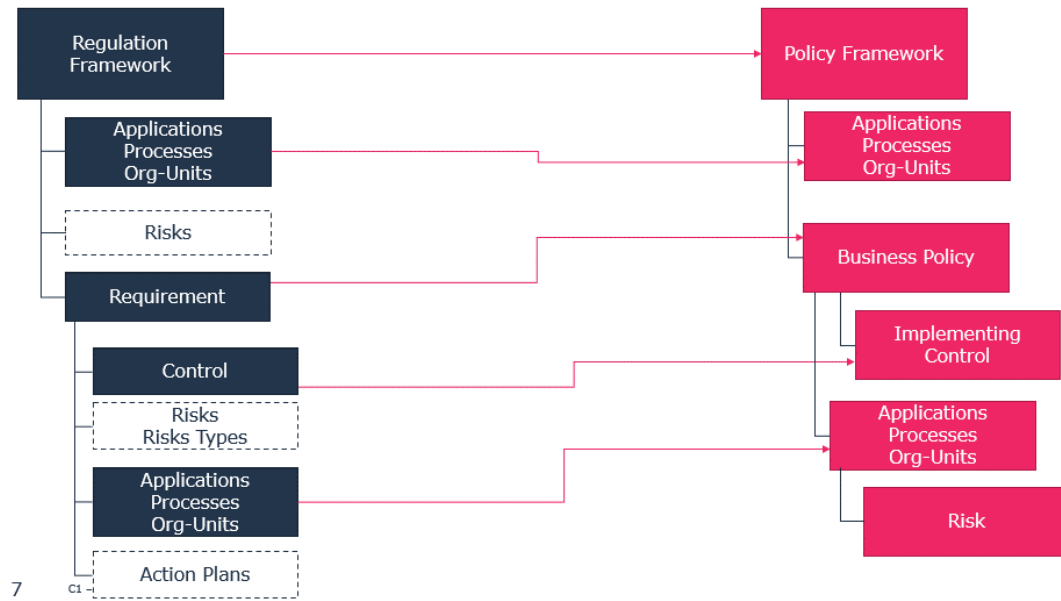 Regulation
Framework
Policy Framework
Applications
Processes
Org-Units
Applications
Processes
Org-Units
Risks
Requirement
Business Policy
Control
Implementing
Control
Risks
Risks Types
Applications
Processes
Org-Units
Applications
Processes
Org-Units
Risk
Action Plans
7
C1